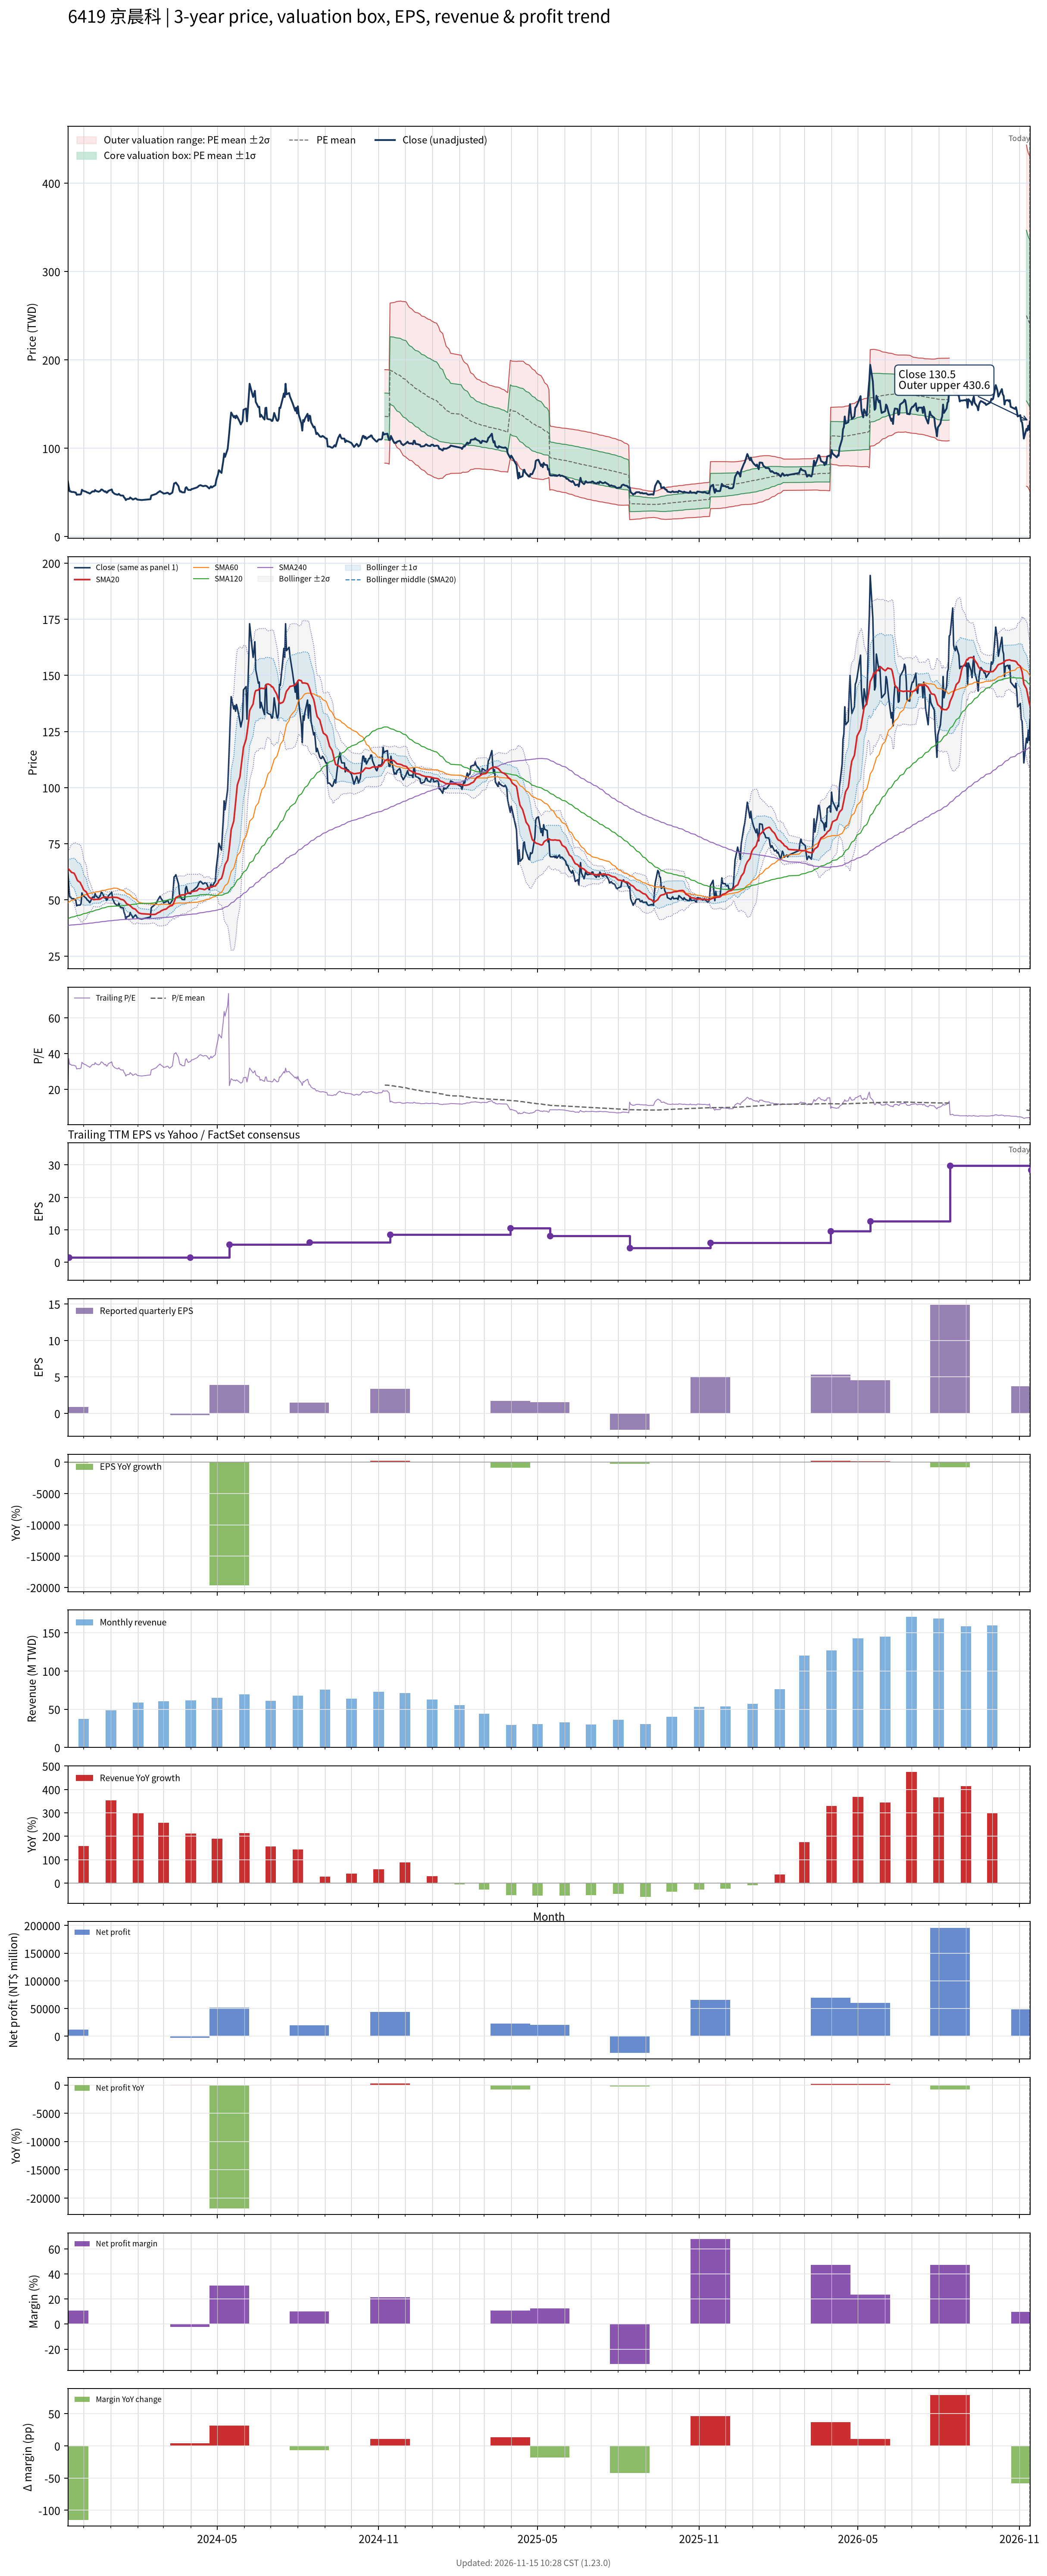 6419 京晨科 | 3-year price, valuation box, EPS, revenue & profit trend
Outer valuation range: PE mean ±2σ
PE mean
Close (unadjusted)
Core valuation box: PE mean ±1σ
Today
400
300
200
100
0
Price (TWD)
Close 130.5
Outer upper 430.6
Close (same as panel 1)
SMA60
SMA240
Bollinger ±1σ
SMA20
SMA120
Bollinger ±2σ
Bollinger middle (SMA20)
200
175
150
125
100
75
50
25
Price
Trailing P/E
P/E mean
60
40
20
P/E
Trailing TTM EPS vs Yahoo / FactSet consensus
Today
30
20
10
0
EPS
Reported quarterly EPS
15
10
5
0
EPS
EPS YoY growth
0
-5000
-10000
-15000
-20000
YoY (%)
Monthly revenue
150
100
50
0
Revenue (M TWD)
Revenue YoY growth
500
400
300
200
100
0
YoY (%)
Month
Net profit
200000
150000
100000
50000
0
Net profit (NT$ million)
Net profit YoY
0
-5000
-10000
-15000
-20000
YoY (%)
Net profit margin
60
40
20
0
-20
Margin (%)
Margin YoY change
50
0
-50
-100
Δ margin (pp)
2024-05
2024-11
2025-05
2025-11
2026-05
2026-11
Updated: 2026-11-15 10:28 CST (1.23.0)